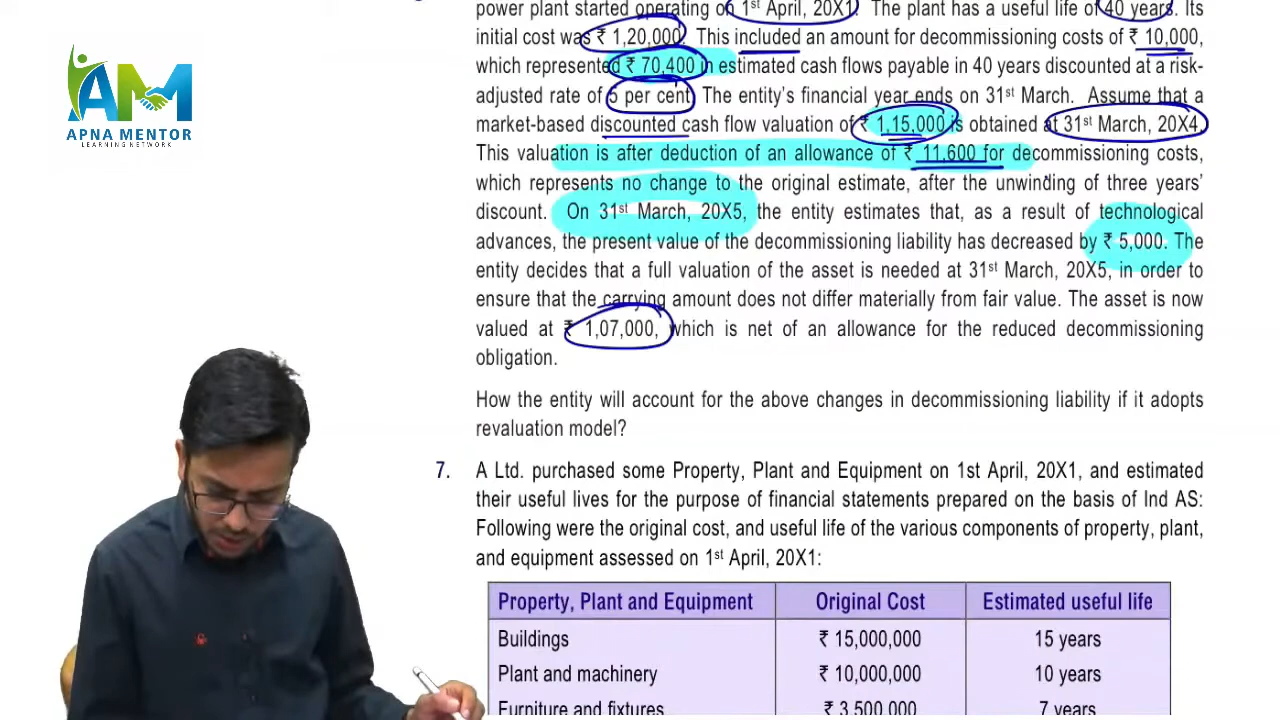 power plant started operating on 1st April, 20X1. The plant has a useful life of 40 years. Its
initial cost was ₹ 1,20,000. This included an amount for decommissioning costs of ₹ 10,000,
which represented ₹ 70,400 in estimated cash flows payable in 40 years discounted at a risk-
adjusted rate of 5 per cent. The entity's financial year ends on 31st March. Assume that a
market-based discounted cash flow valuation of ₹ 1,15,000 is obtained at 31st March, 20X4.
This valuation is after deduction of an allowance of ₹ 11,600 for decommissioning costs,
which represents no change to the original estimate, after the unwinding of three years'
discount. On 31st March, 20X5, the entity estimates that, as a result of technological
advances, the present value of the decommissioning liability has decreased by ₹ 5,000. The
entity decides that a full valuation of the asset is needed at 31st March, 20X5, in order to
ensure that the carrying amount does not differ materially from fair value. The asset is now
valued at ₹ 1,07,000, which is net of an allowance for the reduced decommissioning
obligation.
How the entity will account for the above changes in decommissioning liability if it adopts
revaluation model?
7. A Ltd. purchased some Property, Plant and Equipment on 1st April, 20X1, and estimated
their useful lives for the purpose of financial statements prepared on the basis of Ind AS:
Following were the original cost, and useful life of the various components of property, plant,
and equipment assessed on 1st April, 20X1:
Property, Plant and Equipment Original Cost Estimated useful life
Buildings ₹ 15,000,000 15 years
Plant and machinery ₹ 10,000,000 10 years
Furniture and fixtures ₹ 3,500,000 7 years
AM
APNA MENTOR
LEARNING NETWORK